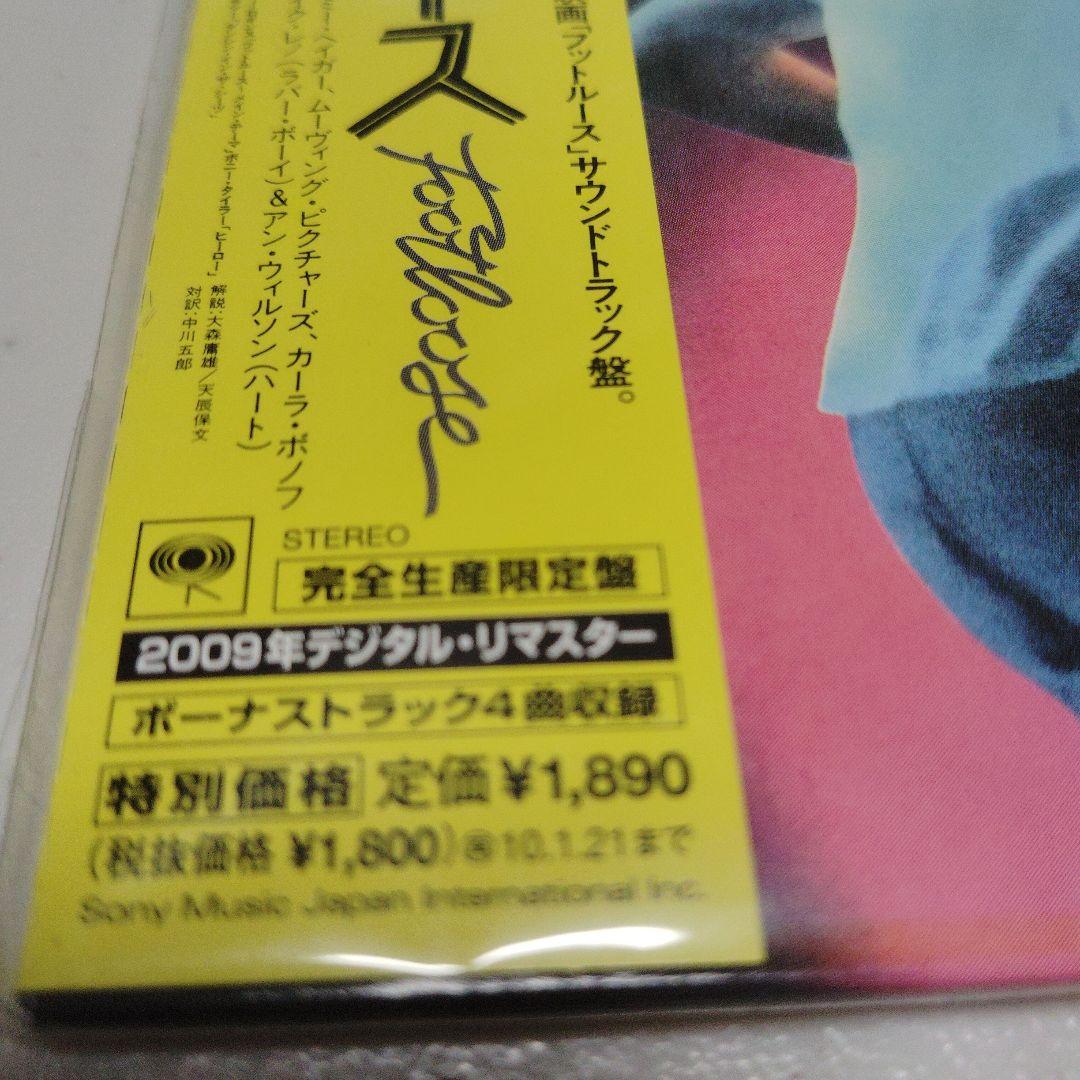 画「フットルース」サウンドトラック盤。
ース
footloose
ー・ヘイガー、ムーヴィング・ピクチャーズ、カーラ・ボノフ
レノ(ラバー・ボーイ)&アン・ウィルソン(ハート)
ボニー・タイラー「ヒーロー」
解説:大森庸雄/天辰保文
対訳:中川五郎
STEREO
完全生産限定盤
2009年デジタル・リマスター
ボーナストラック4曲収録
特別価格 定価¥1,890
(税抜価格 ¥1,800) 10.1.21まで
Sony Music Japan International Inc.